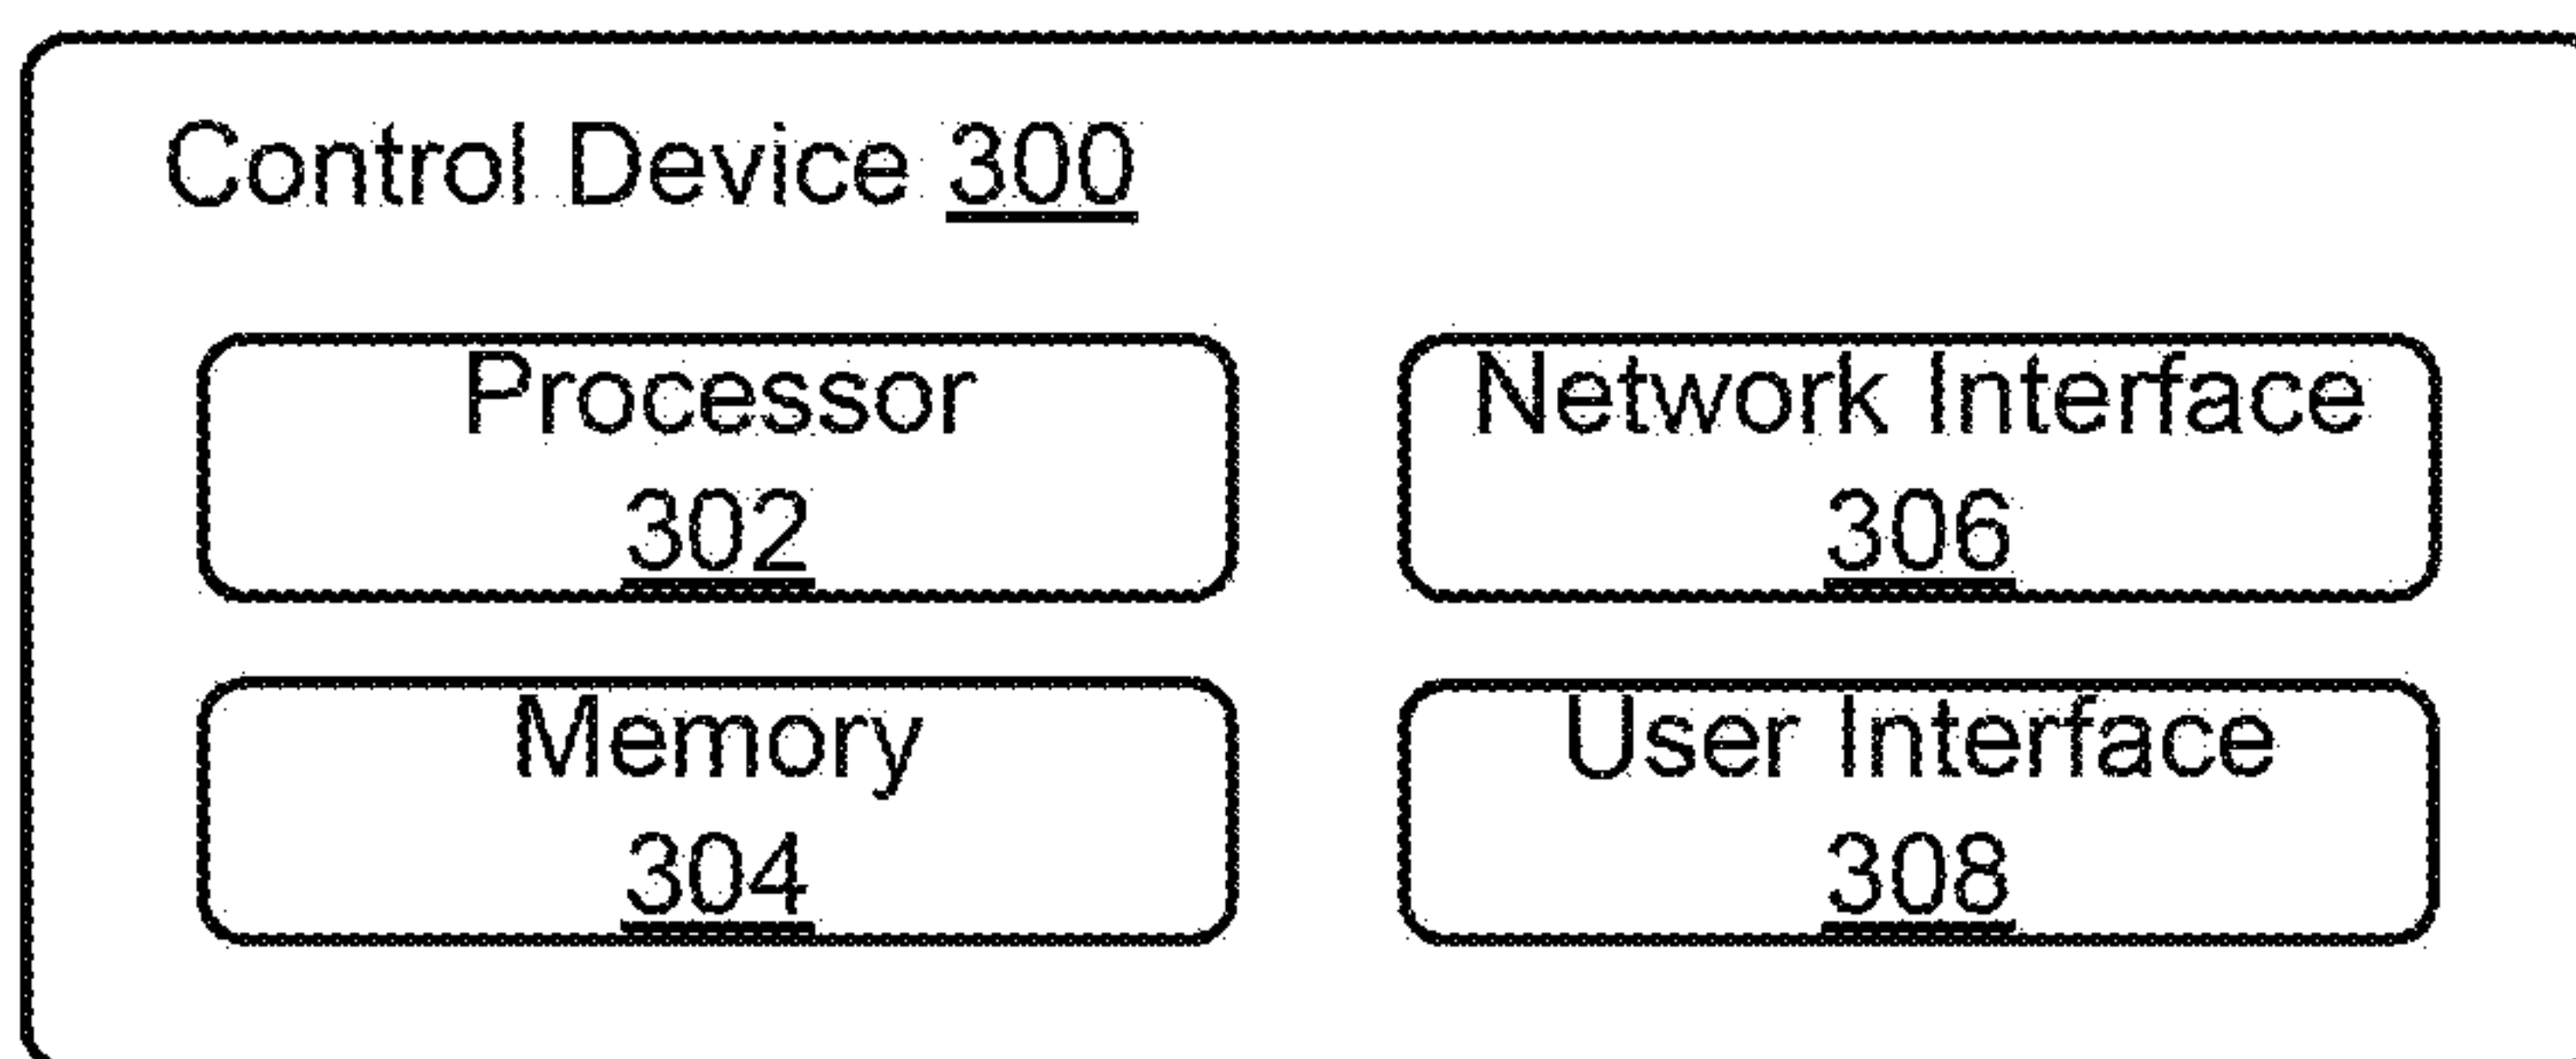 Control Device 300
Processor
302
Network Interface
306
Memory
304
User Interface
308